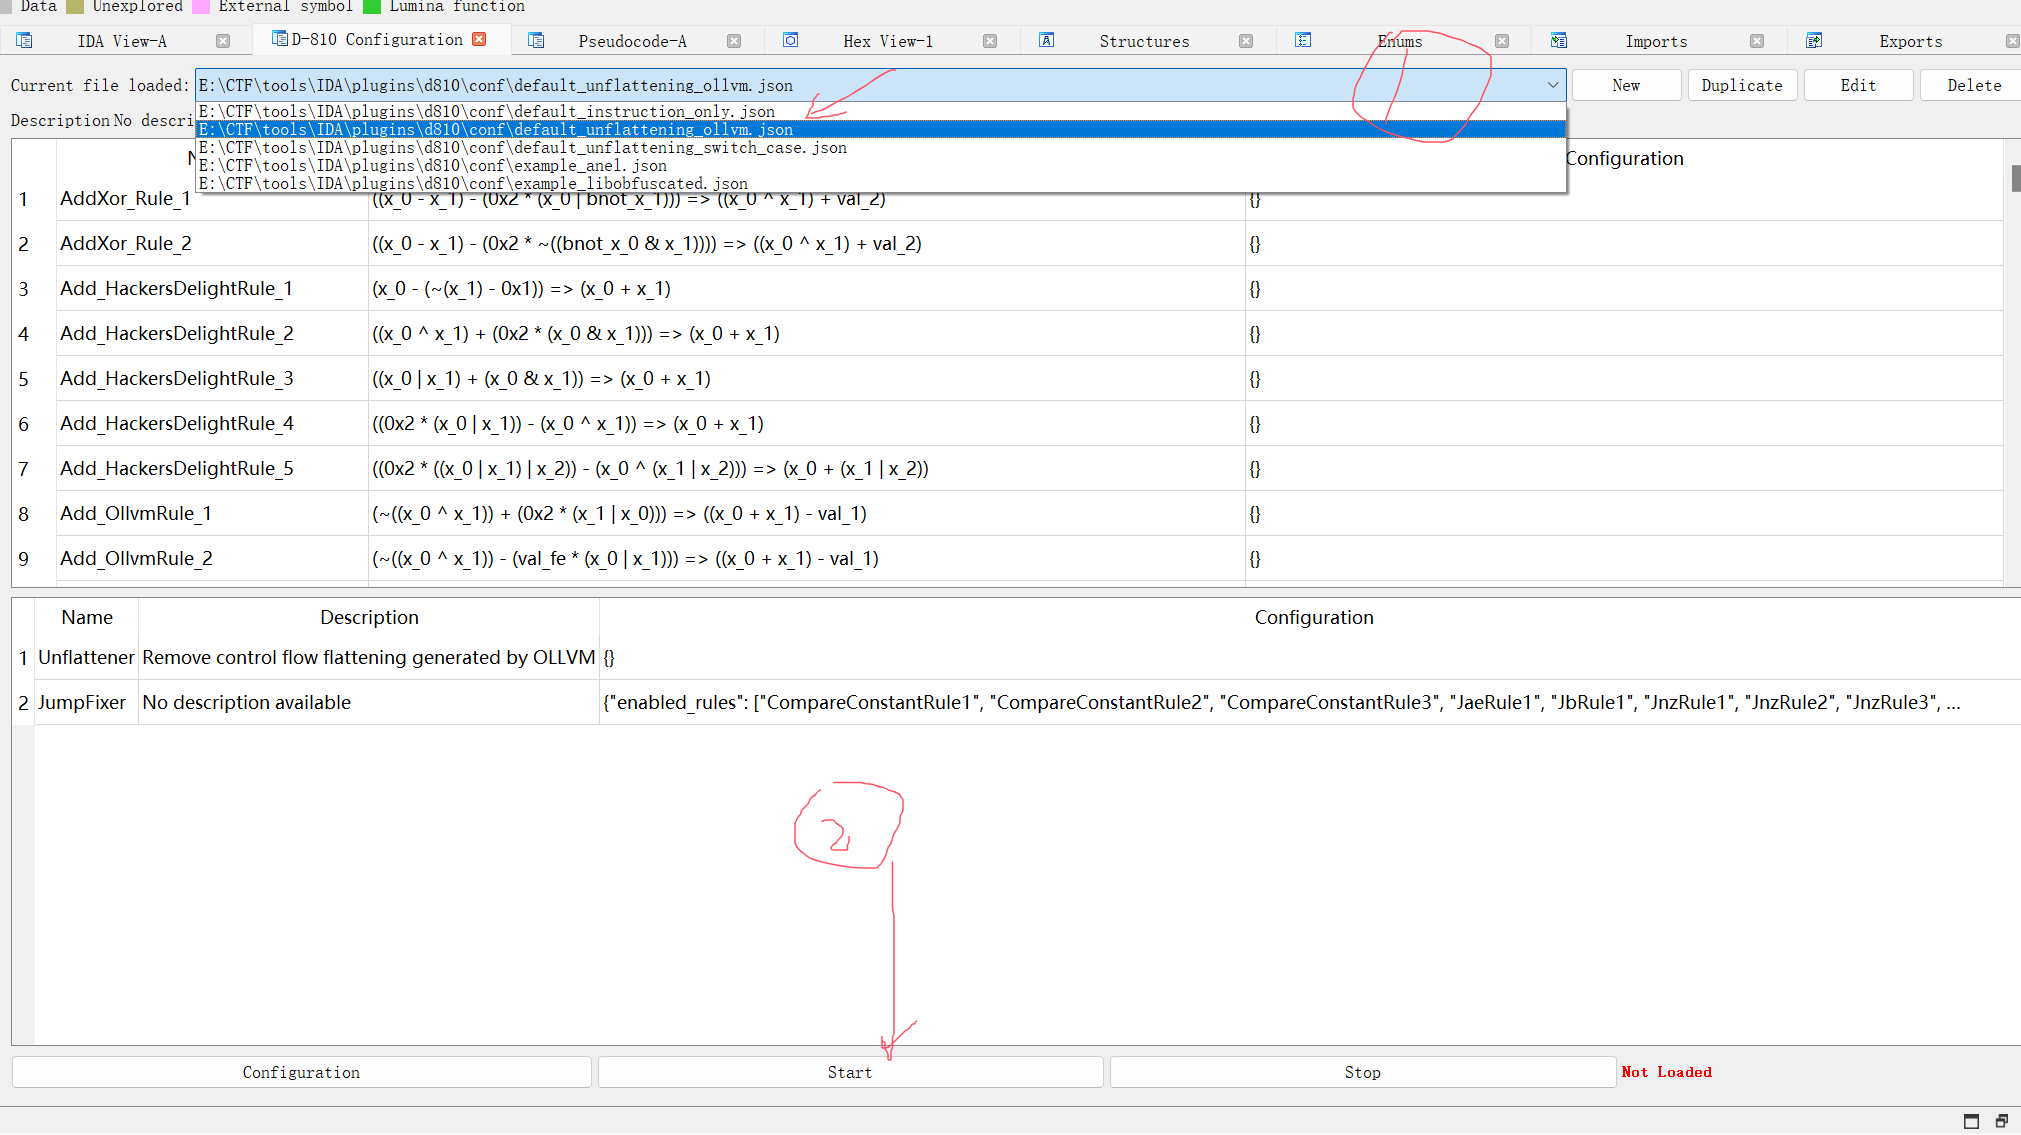 Data Unexplored External symbol Lumina function
IDA View-A D-810 Configuration Pseudocode-A Hex View-1 Structures Enums Imports Exports
Current file loaded: E:\CTF\tools\IDA\plugins\d810\conf\default_unflattening_ollvm.json New Duplicate Edit Delete
E:\CTF\tools\IDA\plugins\d810\conf\default_instruction_only.json
Description No descri
E:\CTF\tools\IDA\plugins\d810\conf\default_unflattening_ollvm.json
E:\CTF\tools\IDA\plugins\d810\conf\default_unflattening_switch_case.json
E:\CTF\tools\IDA\plugins\d810\conf\example_anel.json
E:\CTF\tools\IDA\plugins\d810\conf\example_libobfuscated.json
1
Configuration
1 AddXor_Rule_1 ((x_0 - x_1) - (0x2 * (x_0 | bnot_x_1))) => ((x_0 ^ x_1) + val_2) {}
2 AddXor_Rule_2 ((x_0 - x_1) - (0x2 * ~((bnot_x_0 & x_1)))) => ((x_0 ^ x_1) + val_2) {}
3 Add_HackersDelightRule_1 (x_0 - (~(x_1) - 0x1)) => (x_0 + x_1) {}
4 Add_HackersDelightRule_2 ((x_0 ^ x_1) + (0x2 * (x_0 & x_1))) => (x_0 + x_1) {}
5 Add_HackersDelightRule_3 ((x_0 | x_1) + (x_0 & x_1)) => (x_0 + x_1) {}
6 Add_HackersDelightRule_4 ((0x2 * (x_0 | x_1)) - (x_0 ^ x_1)) => (x_0 + x_1) {}
7 Add_HackersDelightRule_5 ((0x2 * ((x_0 | x_1) | x_2)) - (x_0 ^ (x_1 | x_2))) => (x_0 + (x_1 | x_2)) {}
8 Add_OllvmRule_1 (~((x_0 ^ x_1)) + (0x2 * (x_1 | x_0))) => ((x_0 + x_1) - val_1) {}
9 Add_OllvmRule_2 (~((x_0 ^ x_1)) - (val_fe * (x_0 | x_1))) => ((x_0 + x_1) - val_1) {}
Name Description Configuration
1 Unflattener Remove control flow flattening generated by OLLVM {}
2 JumpFixer No description available {"enabled_rules": ["CompareConstantRule1", "CompareConstantRule2", "CompareConstantRule3", "JaeRule1", "JbRule1", "JnzRule1", "JnzRule2", "JnzRule3", ...
2
Configuration Start Stop Not Loaded